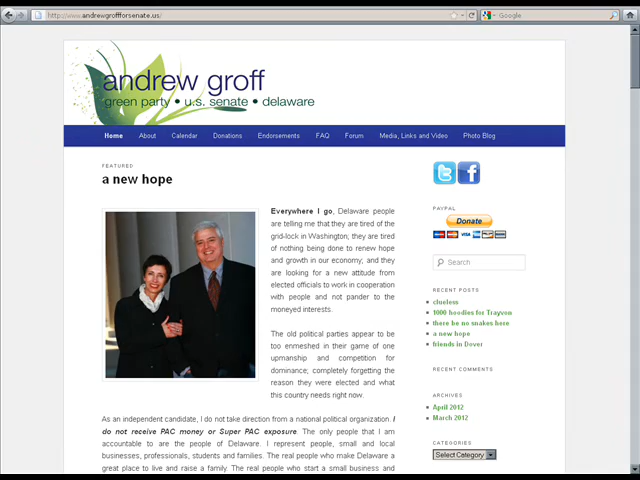 http://www.andrewgroffforsenate.us/
Google
andrew groff
green party • u.s. senate • delaware
Home About Calendar Donations Endorsements FAQ Forum Media, Links and Video Photo Blog
FEATURED
a new hope
Everywhere I go, Delaware people
are telling me that they are tired of the
grid-lock in Washington; they are tired
of nothing being done to renew hope
and growth in our economy; and they
are looking for a new attitude from
elected officials to work in cooperation
with people and not pander to the
moneyed interests.
The old political parties appear to be
too enmeshed in their game of one
upmanship and competition for
dominance; completely forgetting the
reason they were elected and what
this country needs right now.
As an independent candidate, I do not take direction from a national political organization. I
do not receive PAC money or Super PAC exposure. The only people that I am
accountable to are the people of Delaware. I represent people, small and local
businesses, professionals, students and families. The real people who make Delaware a
great place to live and raise a family. The real people who start a small business and
PAYPAL
Donate
VISA
Search
RECENT POSTS
clueless
1000 hoodies for Trayvon
there be no snakes here
a new hope
friends in Dover
RECENT COMMENTS
ARCHIVES
April 2012
March 2012
CATEGORIES
Select Category